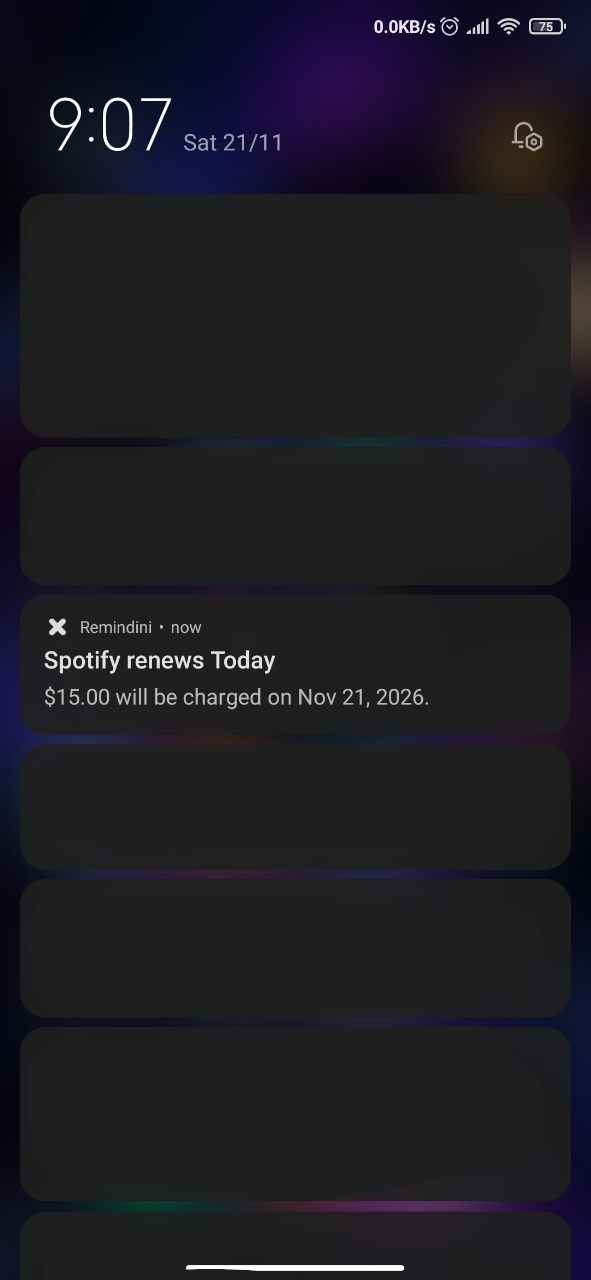 0.0KB/s 75
9:07 Sat 21/11
Remindini • now
Spotify renews Today
$15.00 will be charged on Nov 21, 2026.